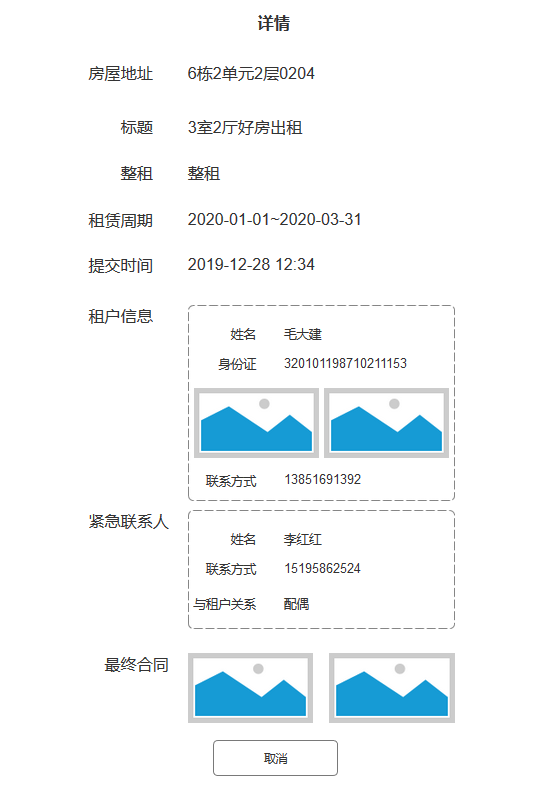 详情
房屋地址 6栋2单元2层0204
标题 3室2厅好房出租
整租 整租
租赁周期 2020-01-01~2020-03-31
提交时间 2019-12-28 12:34
租户信息
姓名 毛大建
身份证 320101198710211153
联系方式 13851691392
紧急联系人
姓名 李红红
联系方式 15195862524
与租户关系 配偶
最终合同
取消